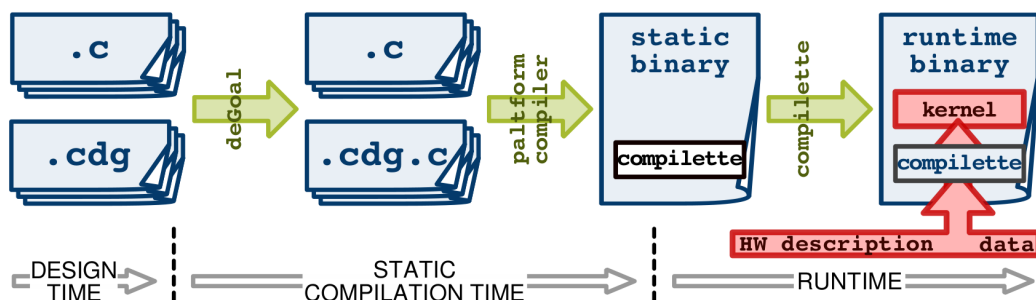 .c
.cdg
deGoal
.c
.cdg.c
paltform
compiler
static
binary
compilette
compilette
runtime
binary
kernel
compilette
HW description data
DESIGN
TIME
STATIC
COMPILATION TIME
RUNTIME